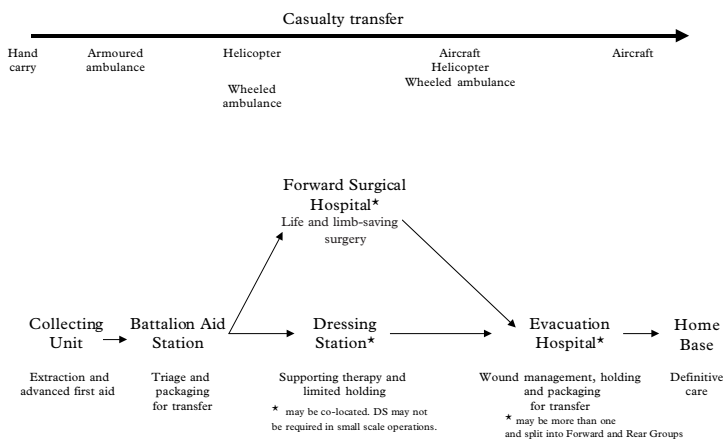 Casualty transfer
Hand
carry
Armoured
ambulance
Helicopter
Wheeled
ambulance
Aircraft
Helicopter
Wheeled ambulance
Aircraft
Forward Surgical
Hospital★
Life and limb-saving
surgery
Collecting
Unit
Battalion Aid
Station
Dressing
Station★
Evacuation
Hospital★
Home
Base
Extraction and
advanced first aid
Triage and
packaging
for transfer
Supporting therapy and
limited holding
★ may be co-located. DS may not
be required in small scale operations.
Wound management, holding
and packaging
for transfer
★ may be more than one
and split into Forward and Rear Groups
Definitive
care